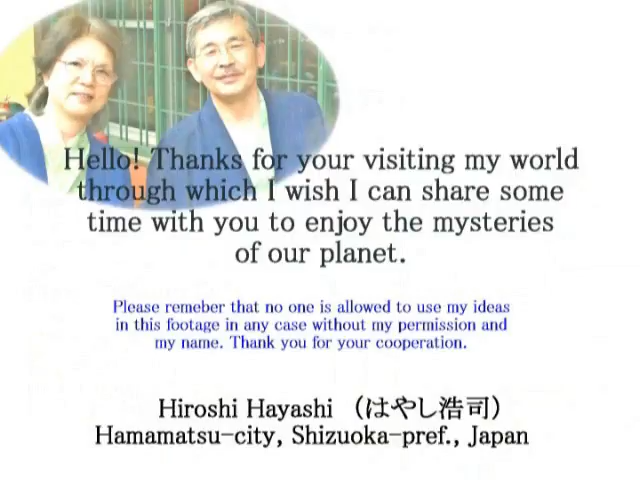 Hello! Thanks for your visiting my world
through which I wish I can share some
time with you to enjoy the mysteries
of our planet.
Please remeber that no one is allowed to use my ideas
in this footage in any case without my permission and
my name. Thank you for your cooperation.
Hiroshi Hayashi （はやし浩司）
Hamamatsu-city, Shizuoka-pref., Japan